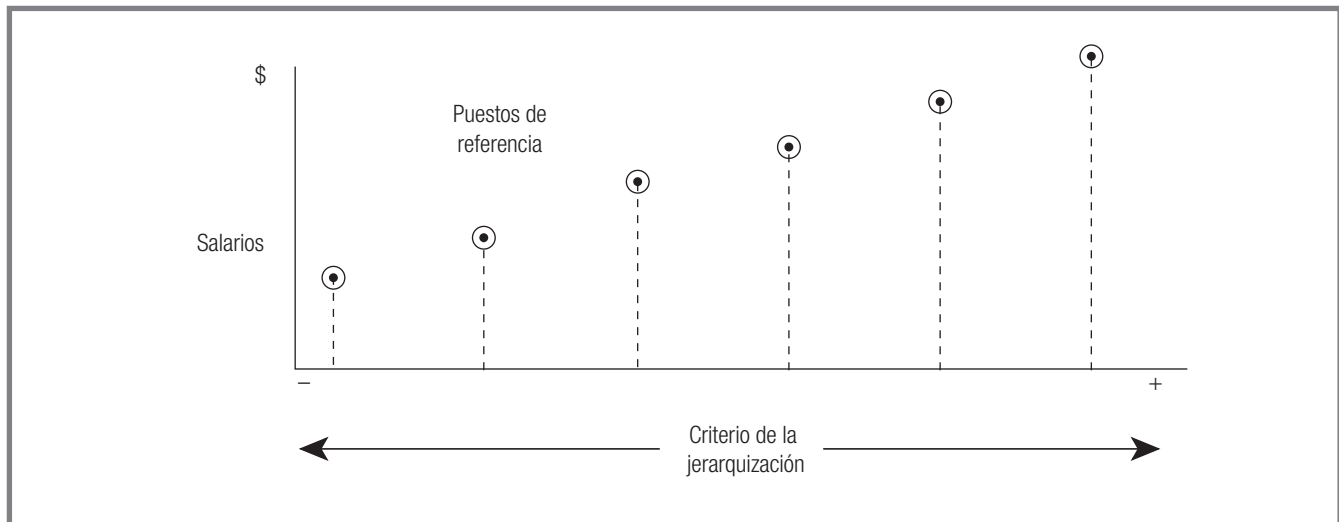 $
Puestos de
referencia
Salarios
–
+
Criterio de la
jerarquización